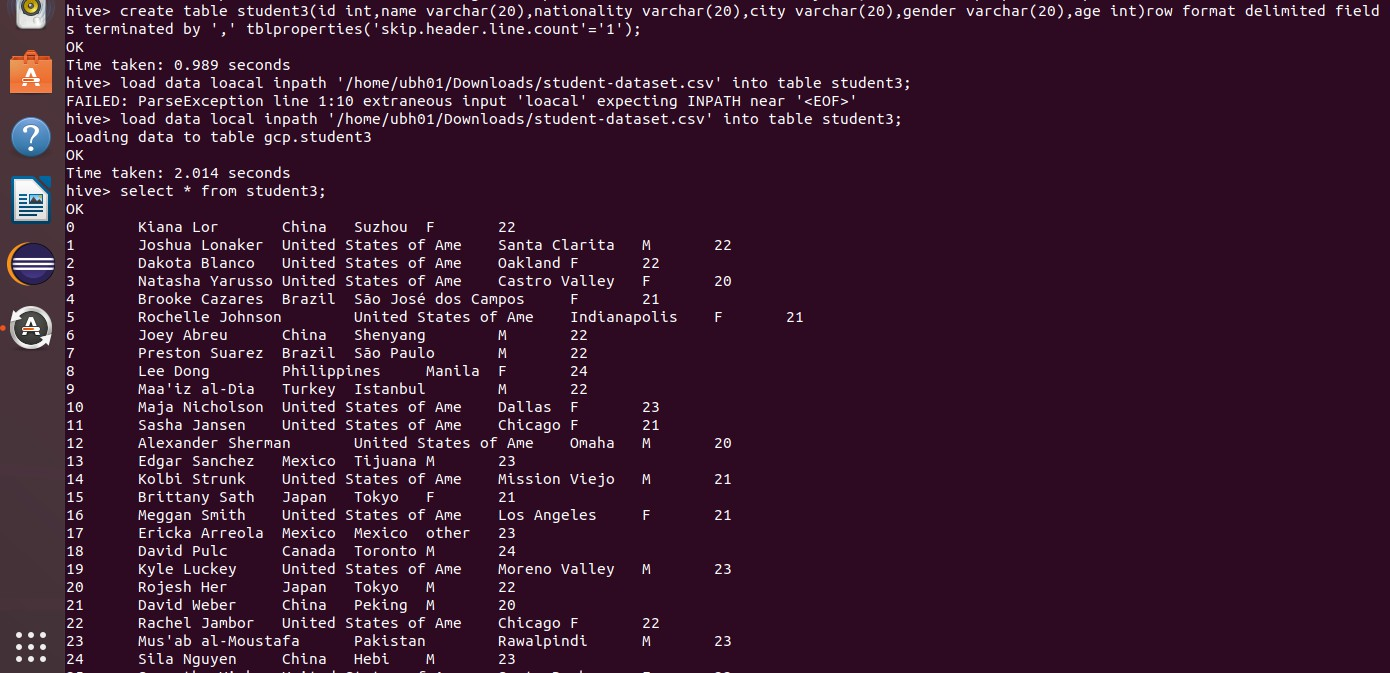 hive> create table student3(id int,name varchar(20),nationality varchar(20),city varchar(20),gender varchar(20),age int)row format delimited field
s terminated by ',' tblproperties('skip.header.line.count'='1');
OK
Time taken: 0.989 seconds
hive> load data loacal inpath '/home/ubh01/Downloads/student-dataset.csv' into table student3;
FAILED: ParseException line 1:10 extraneous input 'loacal' expecting INPATH near '<EOF>'
hive> load data local inpath '/home/ubh01/Downloads/student-dataset.csv' into table student3;
Loading data to table gcp.student3
OK
Time taken: 2.014 seconds
hive> select * from student3;
OK
0	Kiana Lor	China	Suzhou	F	22
1	Joshua Lonaker	United States of Ame	Santa Clarita	M	22
2	Dakota Blanco	United States of Ame	Oakland	F	22
3	Natasha Yarusso	United States of Ame	Castro Valley	F	20
4	Brooke Cazares	Brazil	São José dos Campos	F	21
5	Rochelle Johnson	United States of Ame	Indianapolis	F	21
6	Joey Abreu	China	Shenyang	M	22
7	Preston Suarez	Brazil	São Paulo	M	22
8	Lee Dong	Philippines	Manila	F	24
9	Maa'iz al-Dia	Turkey	Istanbul	M	22
10	Maja Nicholson	United States of Ame	Dallas	F	23
11	Sasha Jansen	United States of Ame	Chicago	F	21
12	Alexander Sherman	United States of Ame	Omaha	M	20
13	Edgar Sanchez	Mexico	Tijuana	M	23
14	Kolbi Strunk	United States of Ame	Mission Viejo	M	21
15	Brittany Sath	Japan	Tokyo	F	21
16	Meggan Smith	United States of Ame	Los Angeles	F	21
17	Ericka Arreola	Mexico	Mexico	other	23
18	David Pulc	Canada	Toronto	M	24
19	Kyle Luckey	United States of Ame	Moreno Valley	M	23
20	Rojesh Her	Japan	Tokyo	M	22
21	David Weber	China	Peking	M	20
22	Rachel Jambor	United States of Ame	Chicago	F	22
23	Mus'ab al-Moustafa	Pakistan	Rawalpindi	M	23
24	Sila Nguyen	China	Hebi	M	23